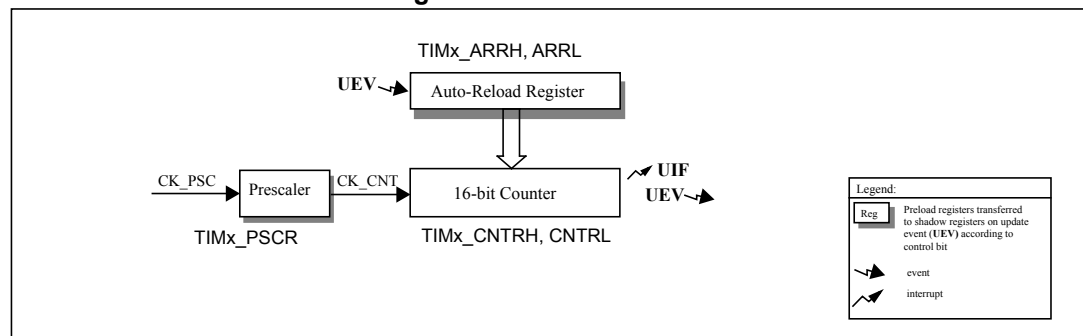 TIMx_ARRH, ARRL
UEV
Auto-Reload Register
CK_PSC
Prescaler
CK_CNT
16-bit Counter
UIF
UEV
TIMx_PSCR
TIMx_CNTRH, CNTRL
Legend:
Reg
Preload registers transferred
to shadow registers on update
event (UEV) according to
control bit
event
interrupt